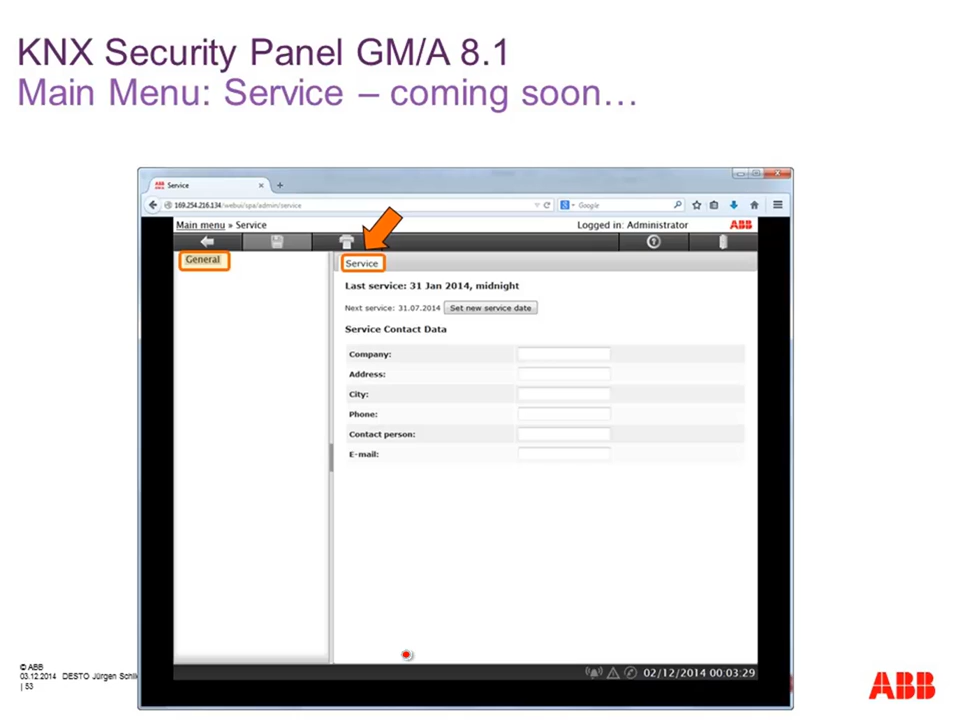 KNX Security Panel GM/A 8.1
Main Menu: Service – coming soon…
ABB Service × +
169.254.216.134/webui/spa/admin/service
Google
Main menu » Service
Logged in: Administrator
ABB
General
Service
Last service: 31 Jan 2014, midnight
Next service: 31.07.2014 Set new service date
Service Contact Data
Company:
Address:
City:
Phone:
Contact person:
E-mail:
02/12/2014 00:03:29
© ABB
03.12.2014 DESTO Jürgen
| 53
ABB